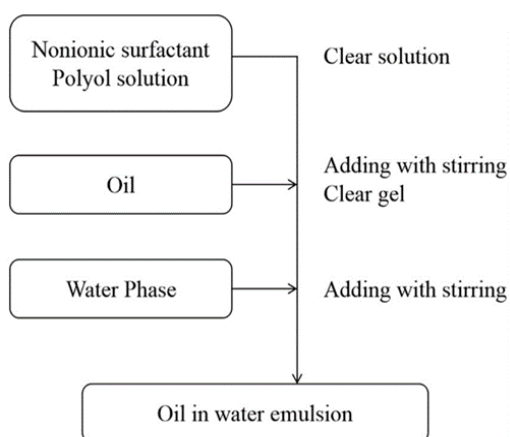 Nonionic surfactant
Polyol solution
Clear solution
Oil
Adding with stirring
Clear gel
Water Phase
Adding with stirring
Oil in water emulsion